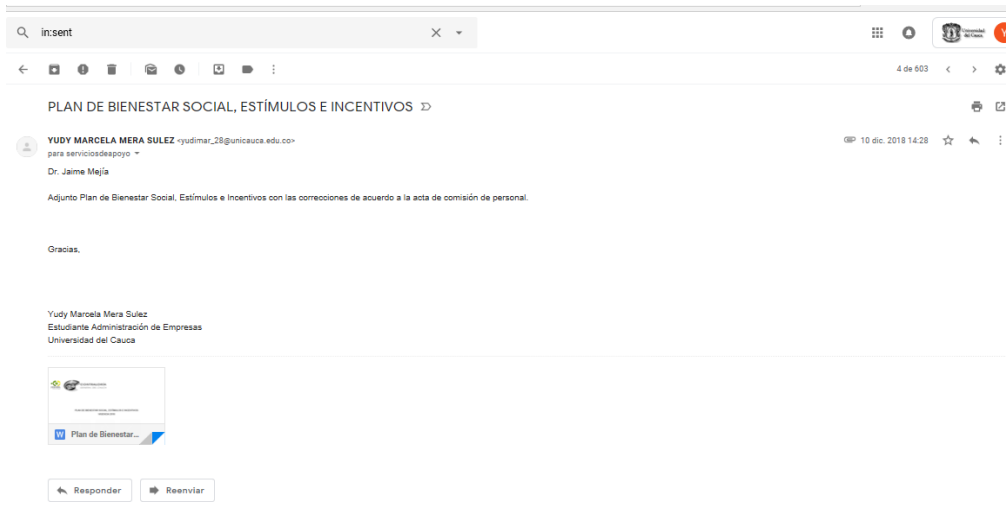 in:sent
Universidad
del Cauca
Y
4 de 603
PLAN DE BIENESTAR SOCIAL, ESTÍMULOS E INCENTIVOS
YUDY MARCELA MERA SULEZ <yudimar_28@unicauca.edu.co>
10 dic. 2018 14:28
para serviciosdeapoyo
Dr. Jaime Mejía
Adjunto Plan de Bienestar Social, Estímulos e Incentivos con las correcciones de acuerdo a la acta de comisión de personal.
Gracias,
Yudy Marcela Mera Sulez
Estudiante Administración de Empresas
Universidad del Cauca
W Plan de Bienestar...
Responder
Reenviar